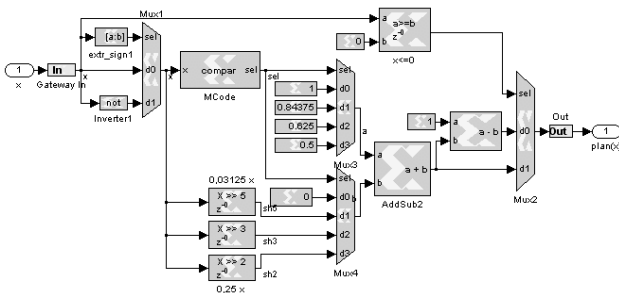 Mux1
[a:b]
extr_sign1
sel
d0
d1
1
x
In
Gateway In
x
not
Inverter1
x
x
compar
sel
MCode
sel
0
a
b
a>=b
z⁻⁰
x<=0
1
0.84375
0.625
0.5
sel
d0
d1
d2
d3
Mux3
a
0
sel
d0
d1
d2
d3
b
Mux4
0,03125 x
X >> 5
z⁻⁰
sh5
X >> 3
z⁻⁰
sh3
X >> 2
z⁻⁰
sh2
0,25 x
a
b
a + b
AddSub2
1
a
b
a - b
sel
d0
d1
Mux2
Out
Out
1
plan(x)